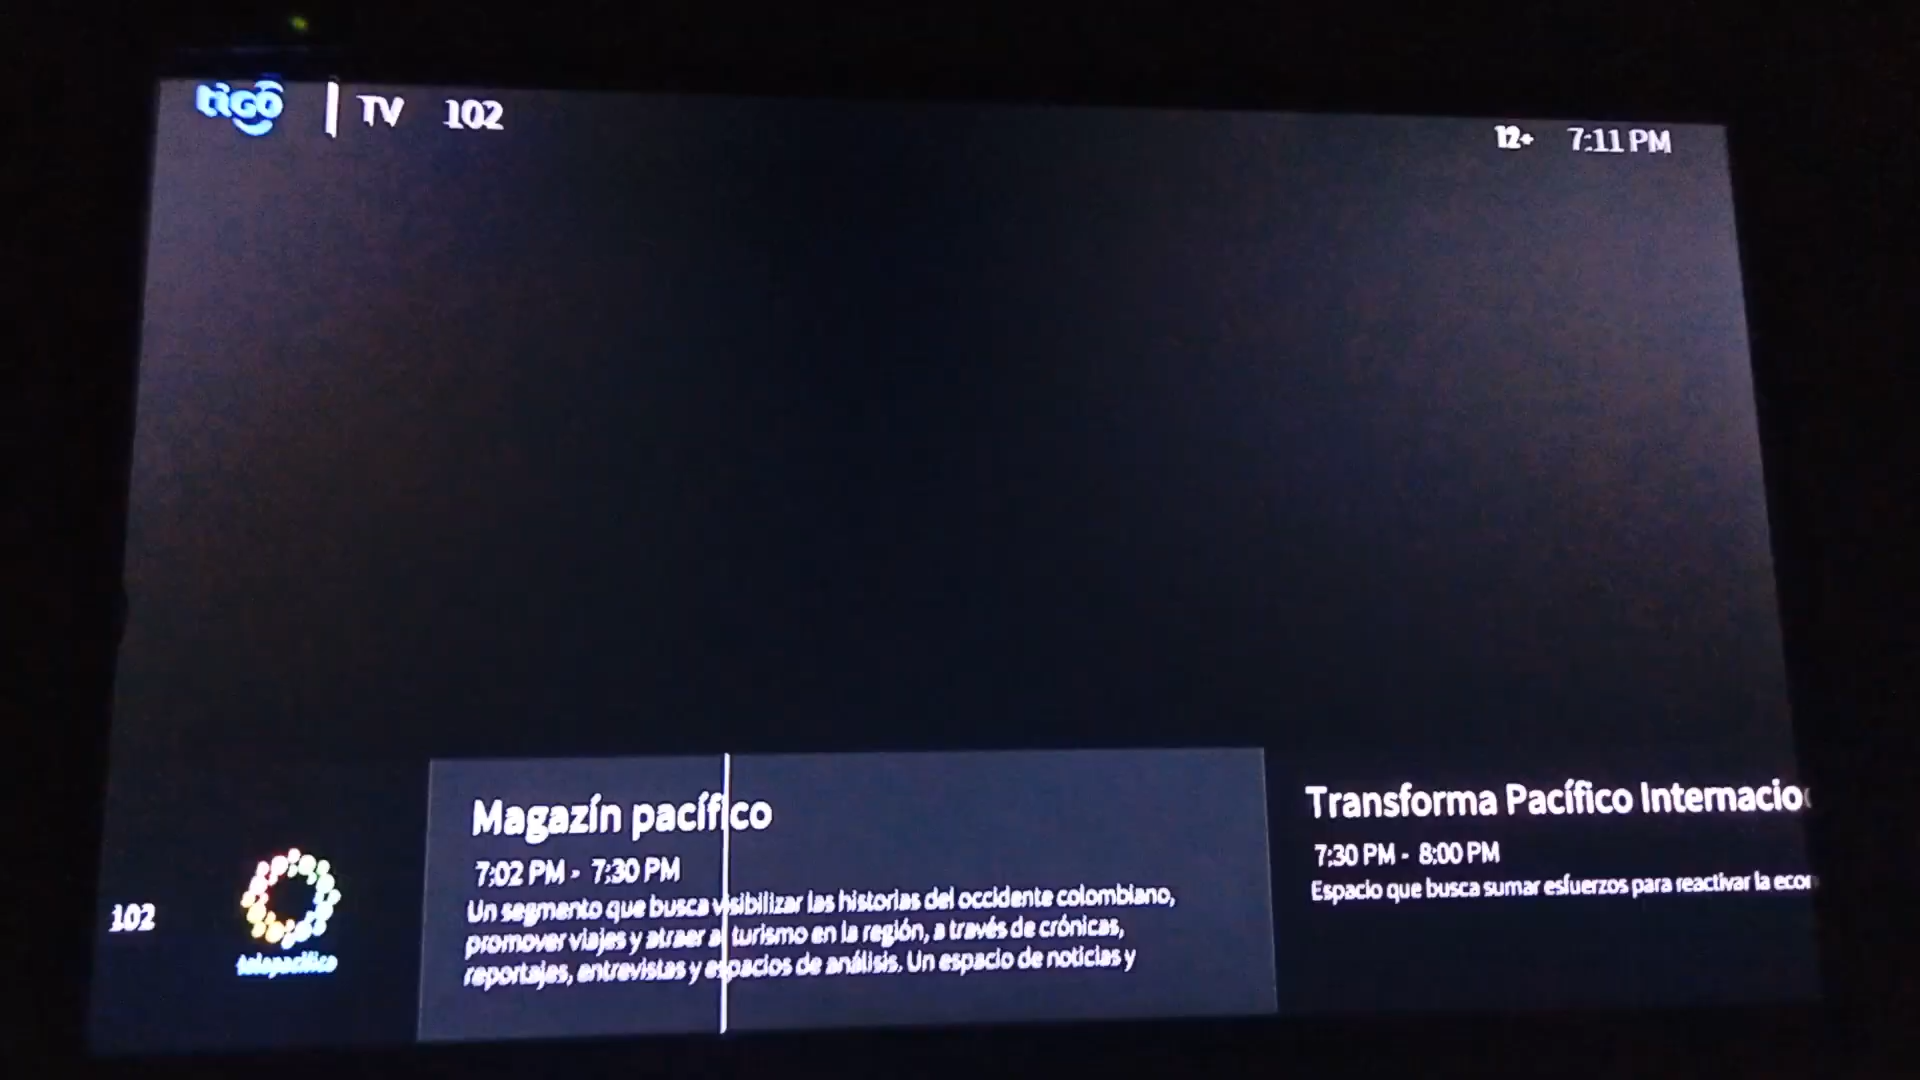 tigo | TV 102
12+ 7:11 PM
102
telepacífico
Magazín pacífico
7:02 PM - 7:30 PM
Un segmento que busca visibilizar las historias del occidente colombiano,
promover viajes y atraer al turismo en la región, a través de crónicas,
reportajes, entrevistas y espacios de análisis. Un espacio de noticias y
Transforma Pacífico Internacio
7:30 PM - 8:00 PM
Espacio que busca sumar esfuerzos para reactivar la econ